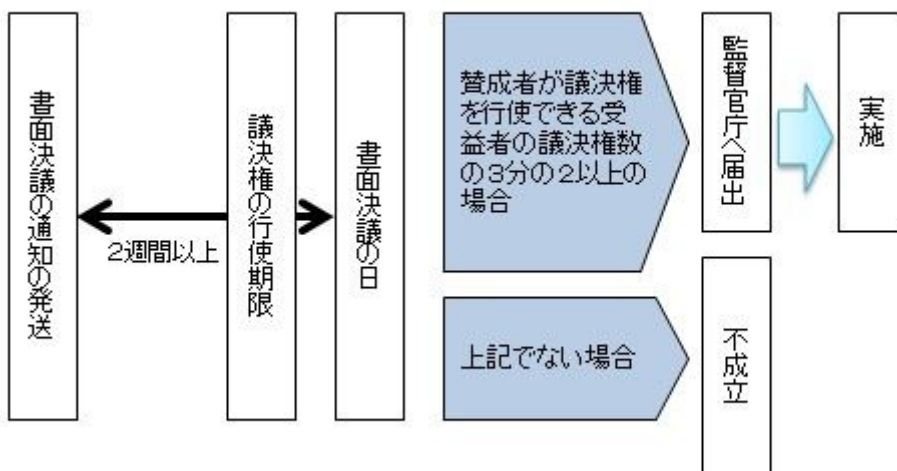 書面決議の通知の発送
2週間以上
議決権の行使期限
書面決議の日
賛成者が議決権
を行使できる受
益者の議決権数
の3分の2以上の
場合
監督官庁へ届出
実施
上記でない場合
不成立